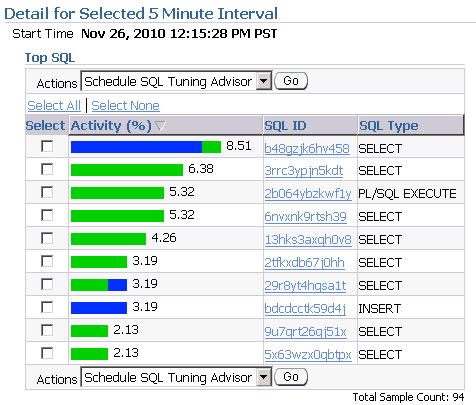 Detail for Selected 5 Minute Interval
Start Time Nov 26, 2010 12:15:28 PM PST
Top SQL
Actions Schedule SQL Tuning Advisor Go
Select All | Select None
Select Activity (%) SQL ID SQL Type
8.51 b48gzjk6hv458 SELECT
6.38 3rrc3ypjn5kdt SELECT
5.32 2b064ybzkwf1y PL/SQL EXECUTE
5.32 6nvxnk9rtsh39 SELECT
4.26 13hks3axqh0v8 SELECT
3.19 2tfkxdb67j0hh SELECT
3.19 29r8yt4hqsa1t SELECT
3.19 bdcdcctk59d4j INSERT
2.13 9u7qrt26qj51x SELECT
2.13 5x63wzx0qbtpx SELECT
Actions Schedule SQL Tuning Advisor Go
Total Sample Count: 94